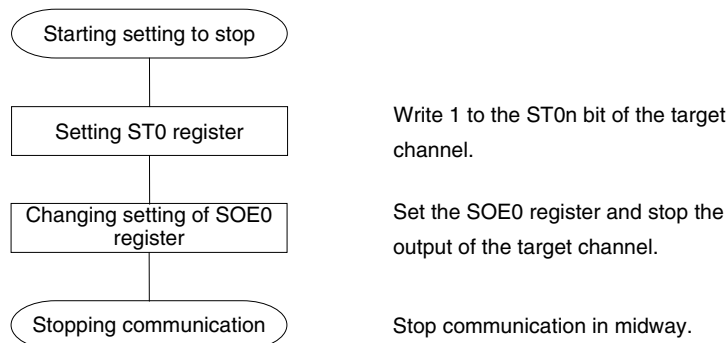 Starting setting to stop
Setting ST0 register
Write 1 to the ST0n bit of the target
channel.
Changing setting of SOE0
register
Set the SOE0 register and stop the
output of the target channel.
Stopping communication
Stop communication in midway.